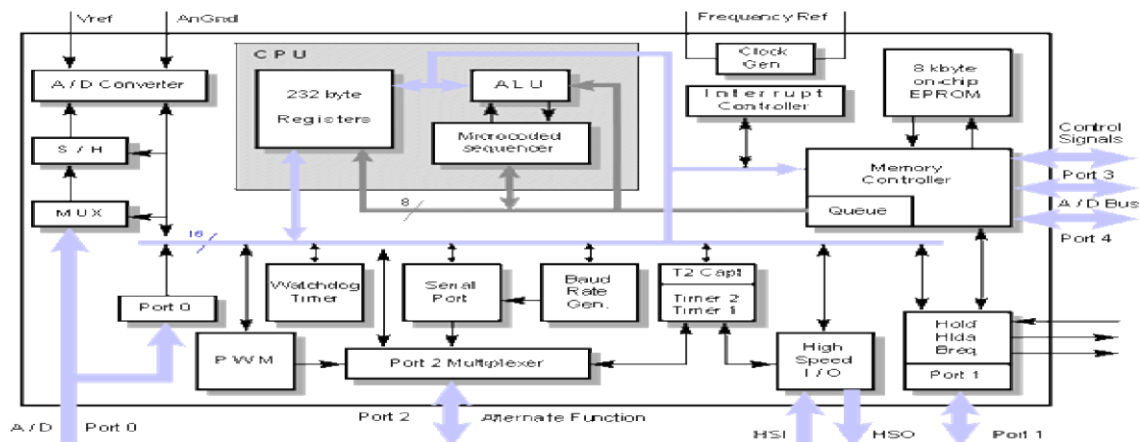 Vref
AnGnd
Frequency Ref
CPU
A/D Converter
232 byte
Registers
ALU
Clock
Gen
8 kbyte
on-chip
EPROM
Interrupt
Controller
S/H
Microcoded
sequencer
Memory
Controller
Control
Signals
Port 3
MUX
8
Queue
A/D Bus
Port 4
16
Watchdog
Timer
Serial
Port
Baud
Rate
Gen.
T2 Capt
Timer 2
Timer 1
Port 0
PWM
Port 2 Multiplexer
High
Speed
I/O
Hold
Hlda
Breq
Port 1
A/D
Port 0
Port 2
Alternate Function
HSI
HSO
Port 1